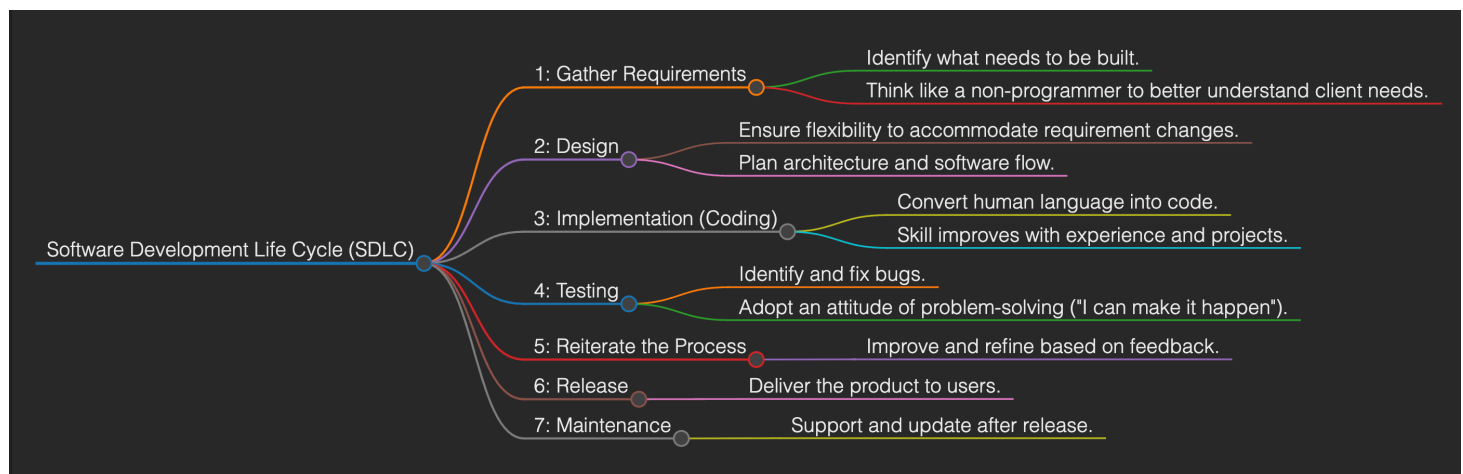 Software Development Life Cycle (SDLC)
1: Gather Requirements
Identify what needs to be built.
Think like a non-programmer to better understand client needs.
2: Design
Ensure flexibility to accommodate requirement changes.
Plan architecture and software flow.
3: Implementation (Coding)
Convert human language into code.
Skill improves with experience and projects.
4: Testing
Identify and fix bugs.
Adopt an attitude of problem-solving ("I can make it happen").
5: Reiterate the Process
Improve and refine based on feedback.
6: Release
Deliver the product to users.
7: Maintenance
Support and update after release.